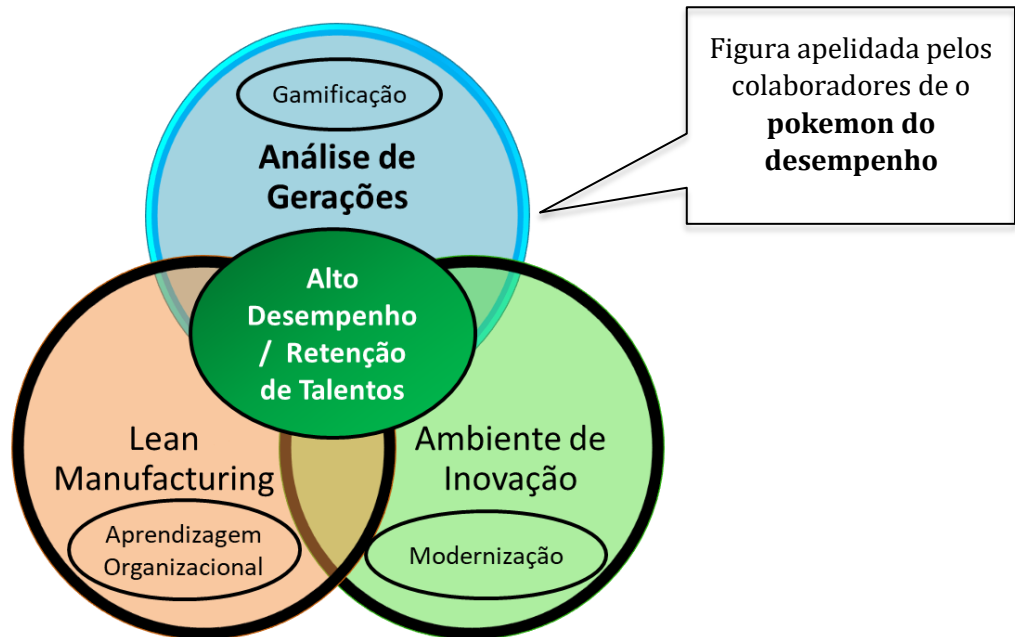 Gamificação
Análise de
Gerações
Figura apelidada pelos
colaboradores de o
pokemon do
desempenho
Alto
Desempenho
/ Retenção
de Talentos
Lean
Manufacturing
Aprendizagem
Organizacional
Ambiente de
Inovação
Modernização